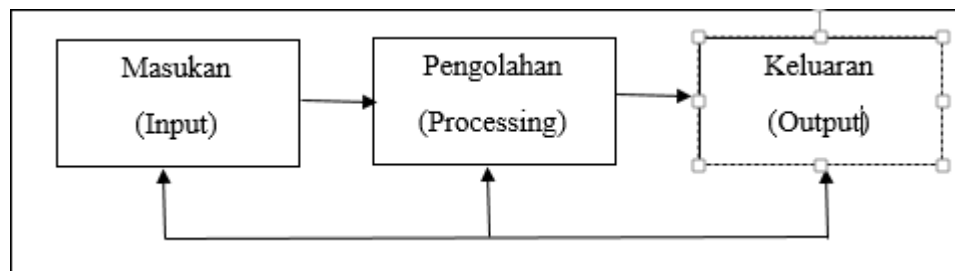 Masukan
(Input)
Pengolahan
(Processing)
Keluaran
(Output)